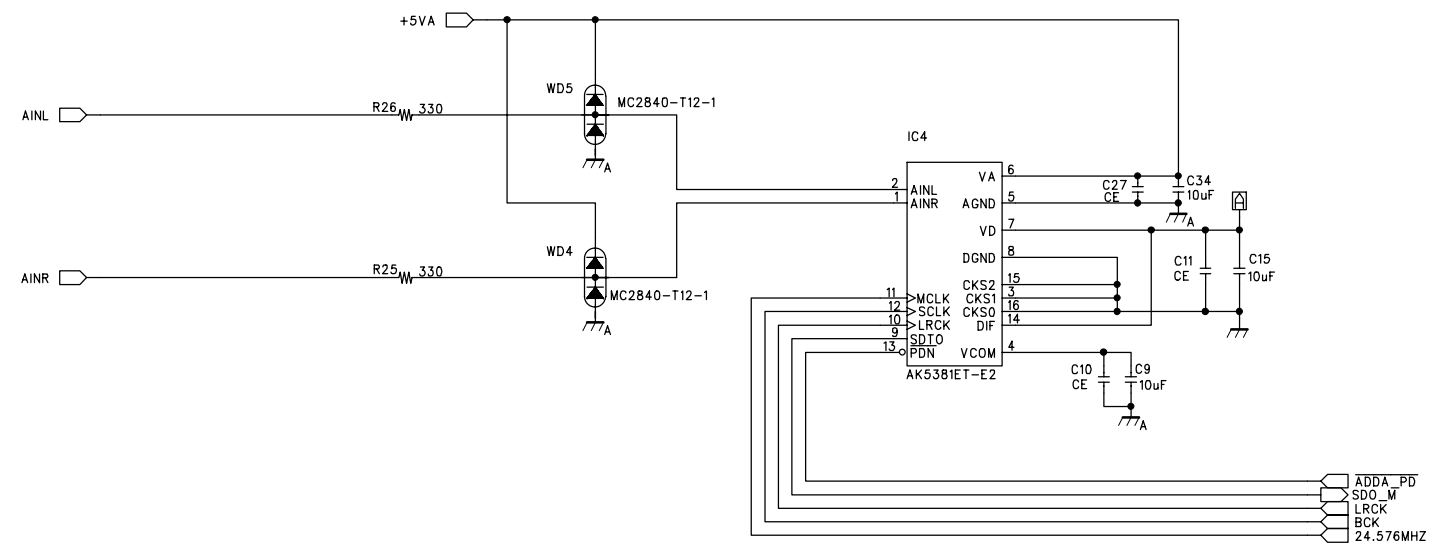 +5VA
WD5
MC2840-T12-1
AINL
R26
330
A
IC4
VA
6
C27
CE
C34
10uF
A
2
AINL
1
AINR
AGND
5
A
VD
7
DGND
8
C11
CE
C15
10uF
WD4
MC2840-T12-1
AINR
R25
330
A
CKS2
15
CKS1
3
CKS0
16
DIF
14
11
MCLK
12
SCLK
10
LRCK
9
SDTO
13
PDN
VCOM
4
C10
CE
C9
10uF
A
AK5381ET-E2
ADDA_PD
SDO_M
LRCK
BCK
24.576MHZ